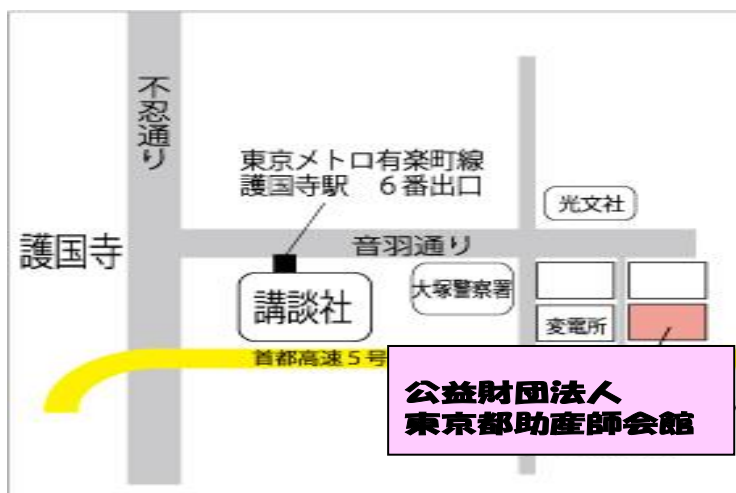 不忍通り
東京メトロ有楽町線
護国寺駅　６番出口
光文社
護国寺
音羽通り
講談社
大塚警察署
変電所
首都高速５号
公益財団法人
東京都助産師会館